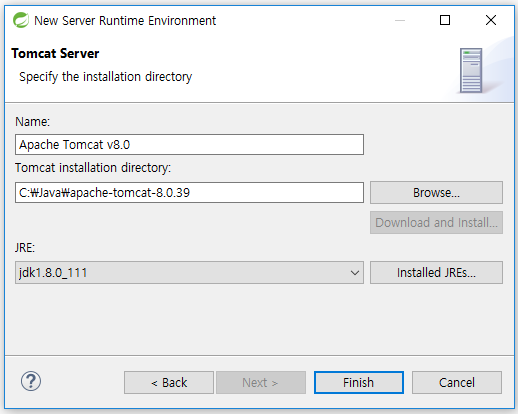 New Server Runtime Environment
Tomcat Server
Specify the installation directory
Name:
Apache Tomcat v8.0
Tomcat installation directory:
C:₩Java₩apache-tomcat-8.0.39
Browse...
Download and Install...
JRE:
jdk1.8.0_111
Installed JREs...
?
< Back
Next >
Finish
Cancel